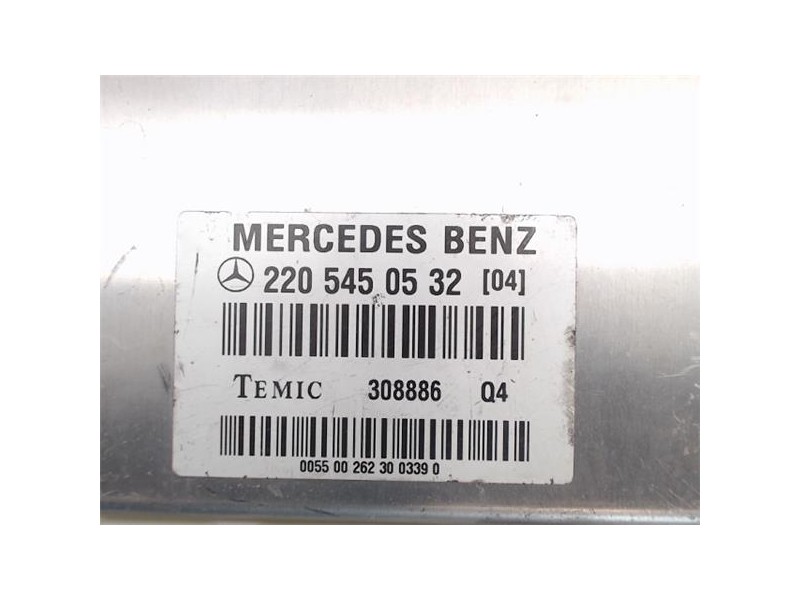 MERCEDES BENZ
220 545 05 32 [04]
TEMIC 308886 Q4
0055 00 262 30 0339 0